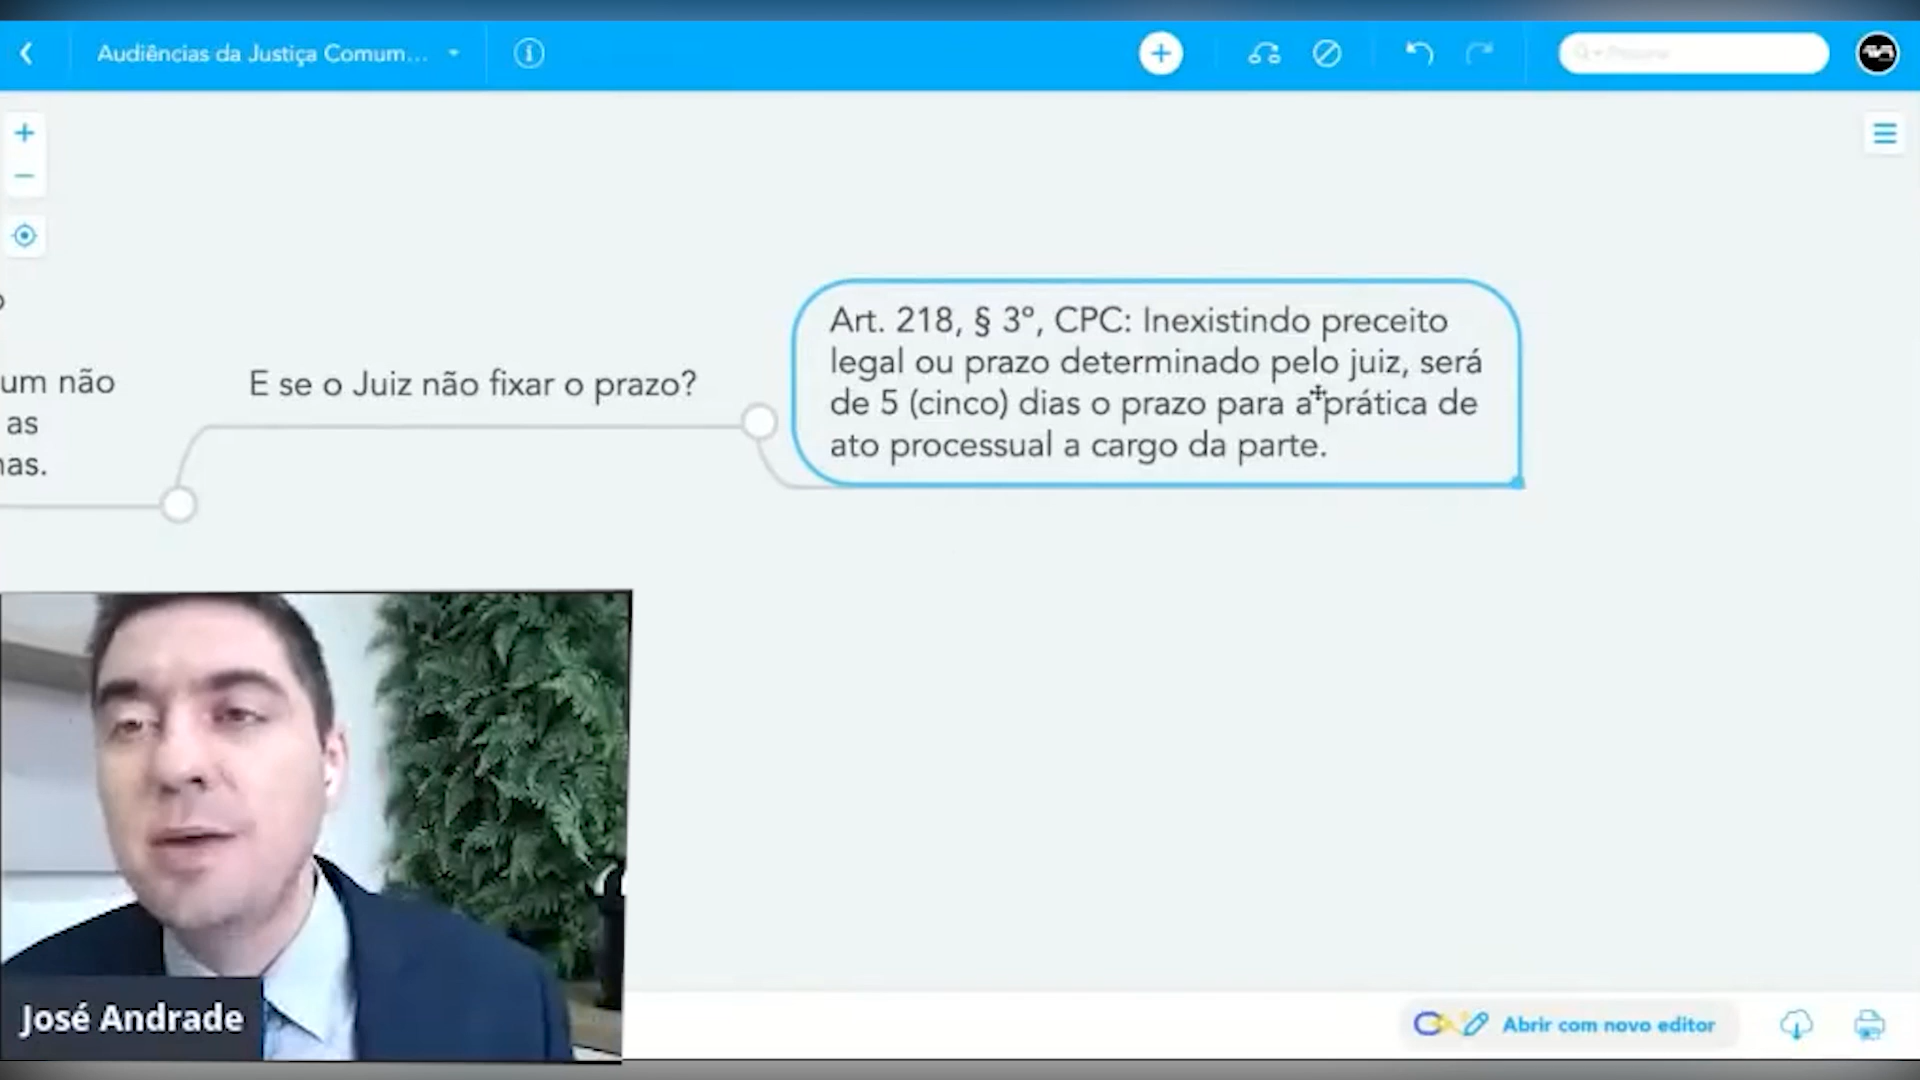 Audiências da Justiça Comum...
Art. 218, § 3º, CPC: Inexistindo preceito
legal ou prazo determinado pelo juiz, será
de 5 (cinco) dias o prazo para a prática de
ato processual a cargo da parte.
E se o Juiz não fixar o prazo?
o
um não
as
nas.
José Andrade
Abrir com novo editor